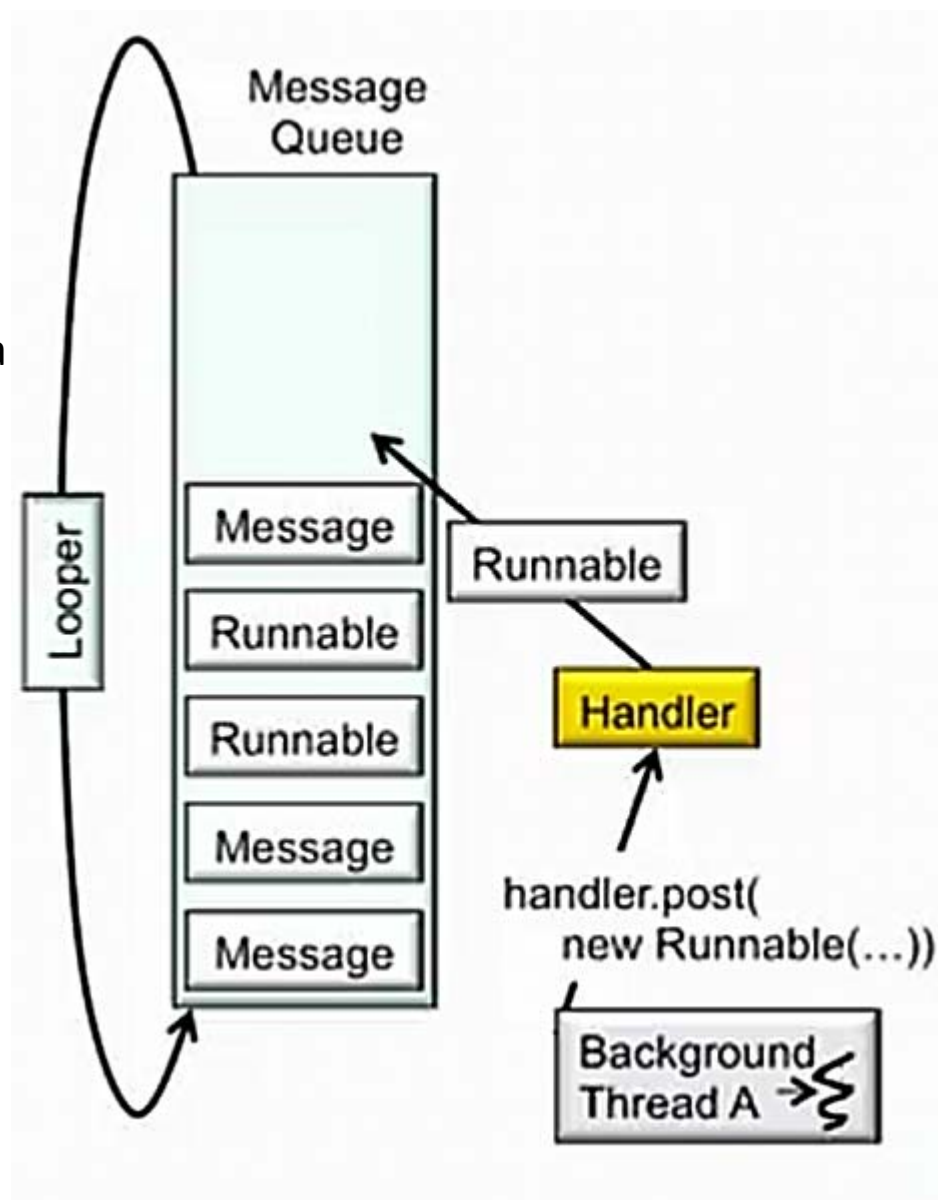 Message
Queue
n
Message
Runnable
Looper
Runnable
Handler
Runnable
Message
handler.post(
new Runnable(...))
Message
Background
Thread A